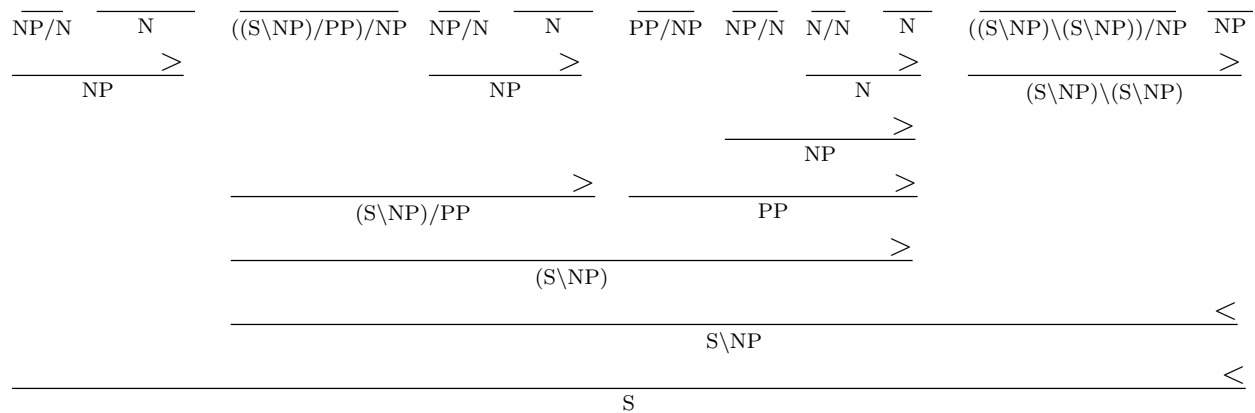 NP/N N ((S\NP)/PP)/NP NP/N N PP/NP NP/N N/N N ((S\NP)\(S\NP))/NP NP
> > > >
NP NP N (S\NP)\(S\NP)
>
NP
> >
(S\NP)/PP PP
>
(S\NP)
<
S\NP
<
S